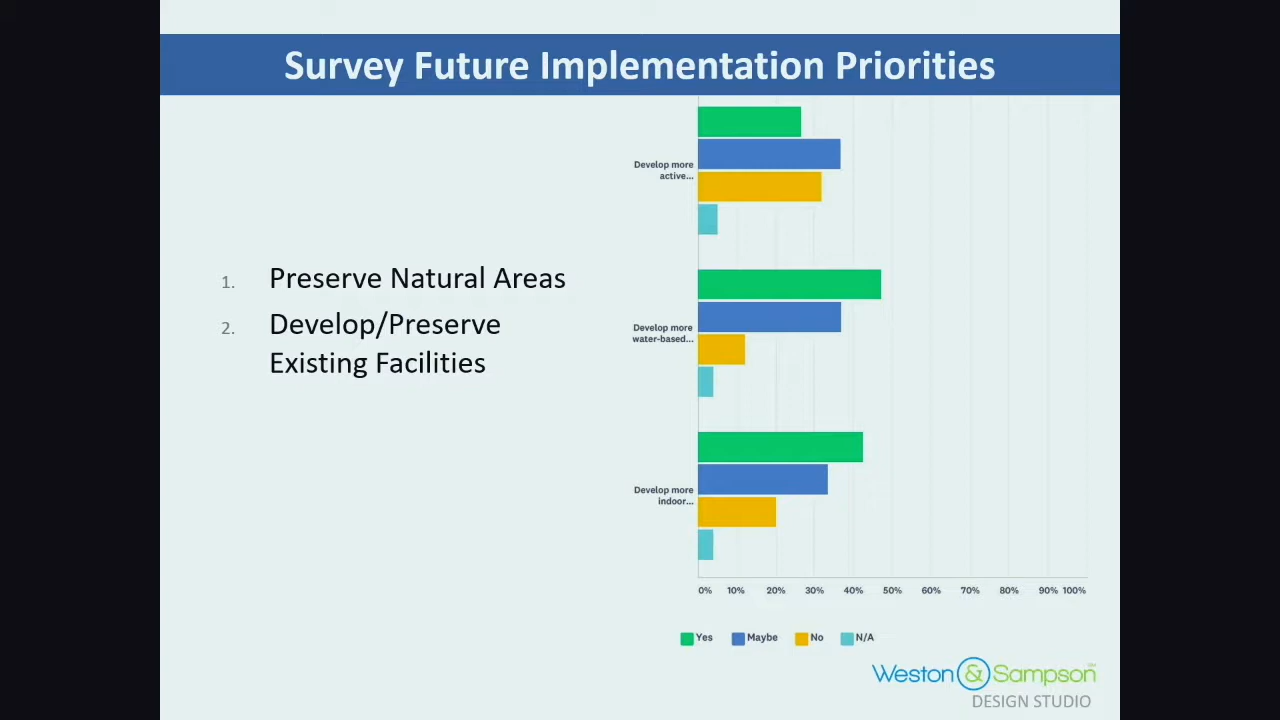 Survey Future Implementation Priorities
1. Preserve Natural Areas
2. Develop/Preserve
Existing Facilities
Develop more
active...
Develop more
water-based...
Develop more
indoor...
0% 10% 20% 30% 40% 50% 60% 70% 80% 90% 100%
Yes Maybe No N/A
Weston & Sampson
DESIGN STUDIO